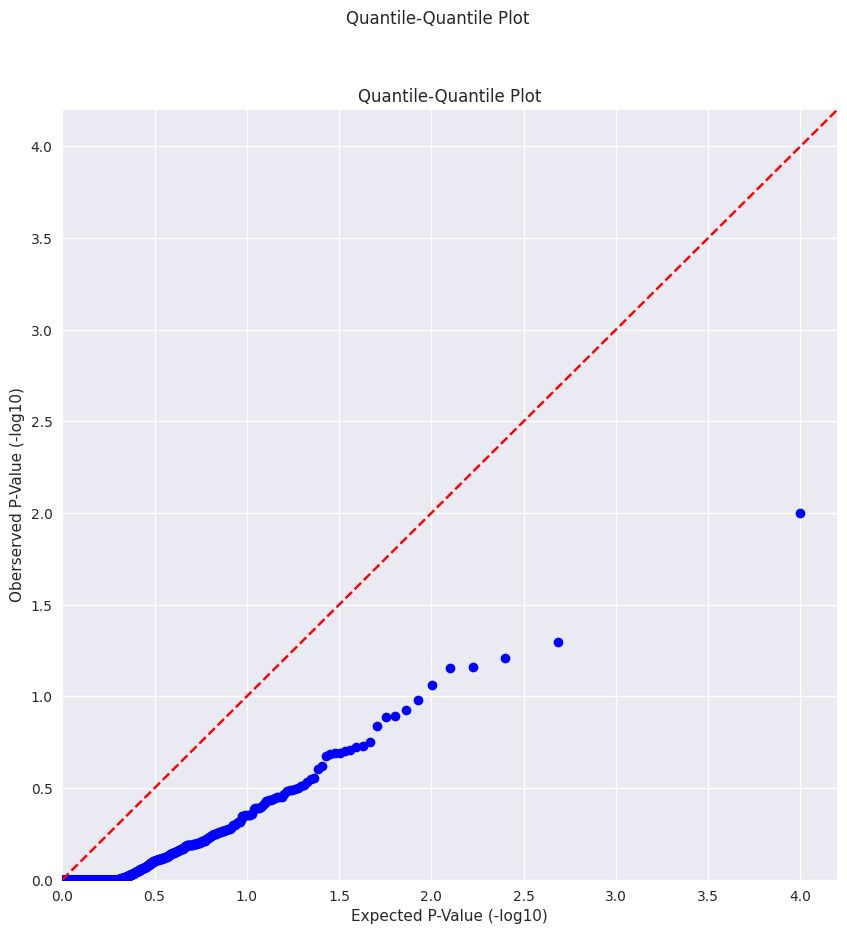 Quantile-Quantile Plot
Quantile-Quantile Plot
4.0
3.5
3.0
2.5
2.0
1.5
1.0
0.5
0.0
Oberserved P-Value (-log10)
0.0 0.5 1.0 1.5 2.0 2.5 3.0 3.5 4.0
Expected P-Value (-log10)